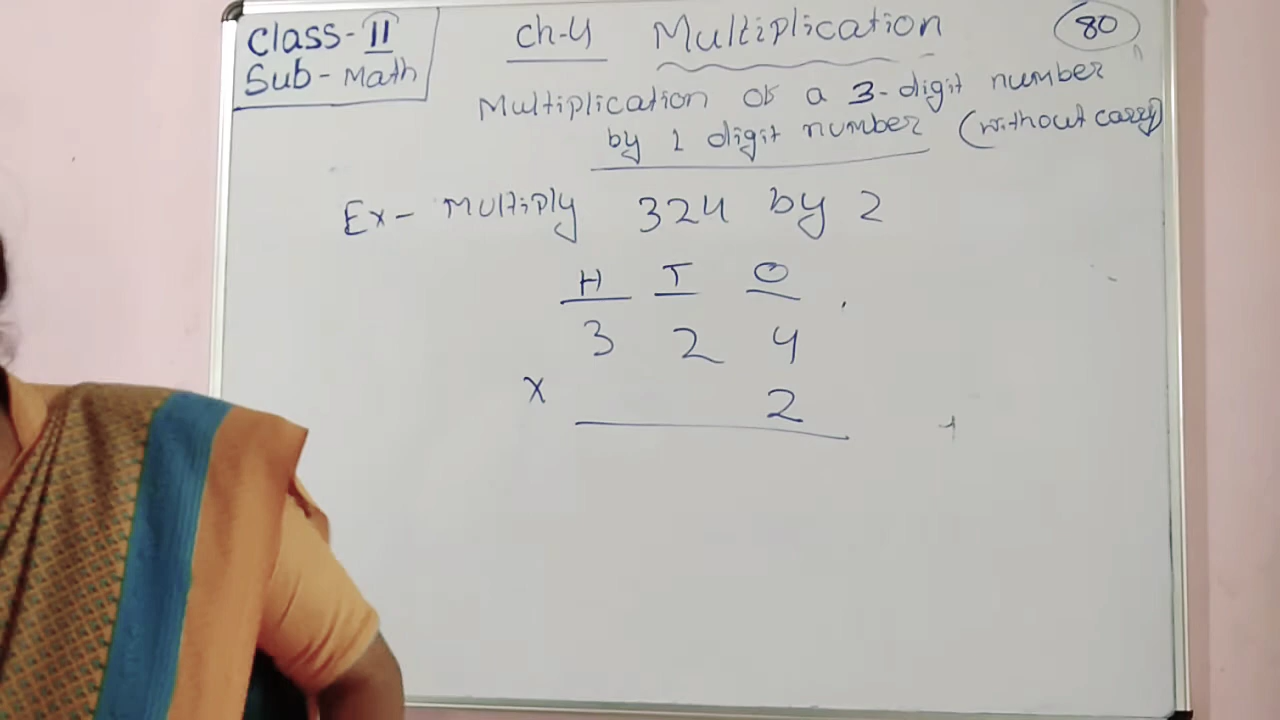 Class-II
Sub-Math
Ch-4 Multiplication
80
Multiplication of a 3-digit number
by 1 digit number (without carry)
Ex- Multiply 324 by 2
H T O
3 2 4
x 2